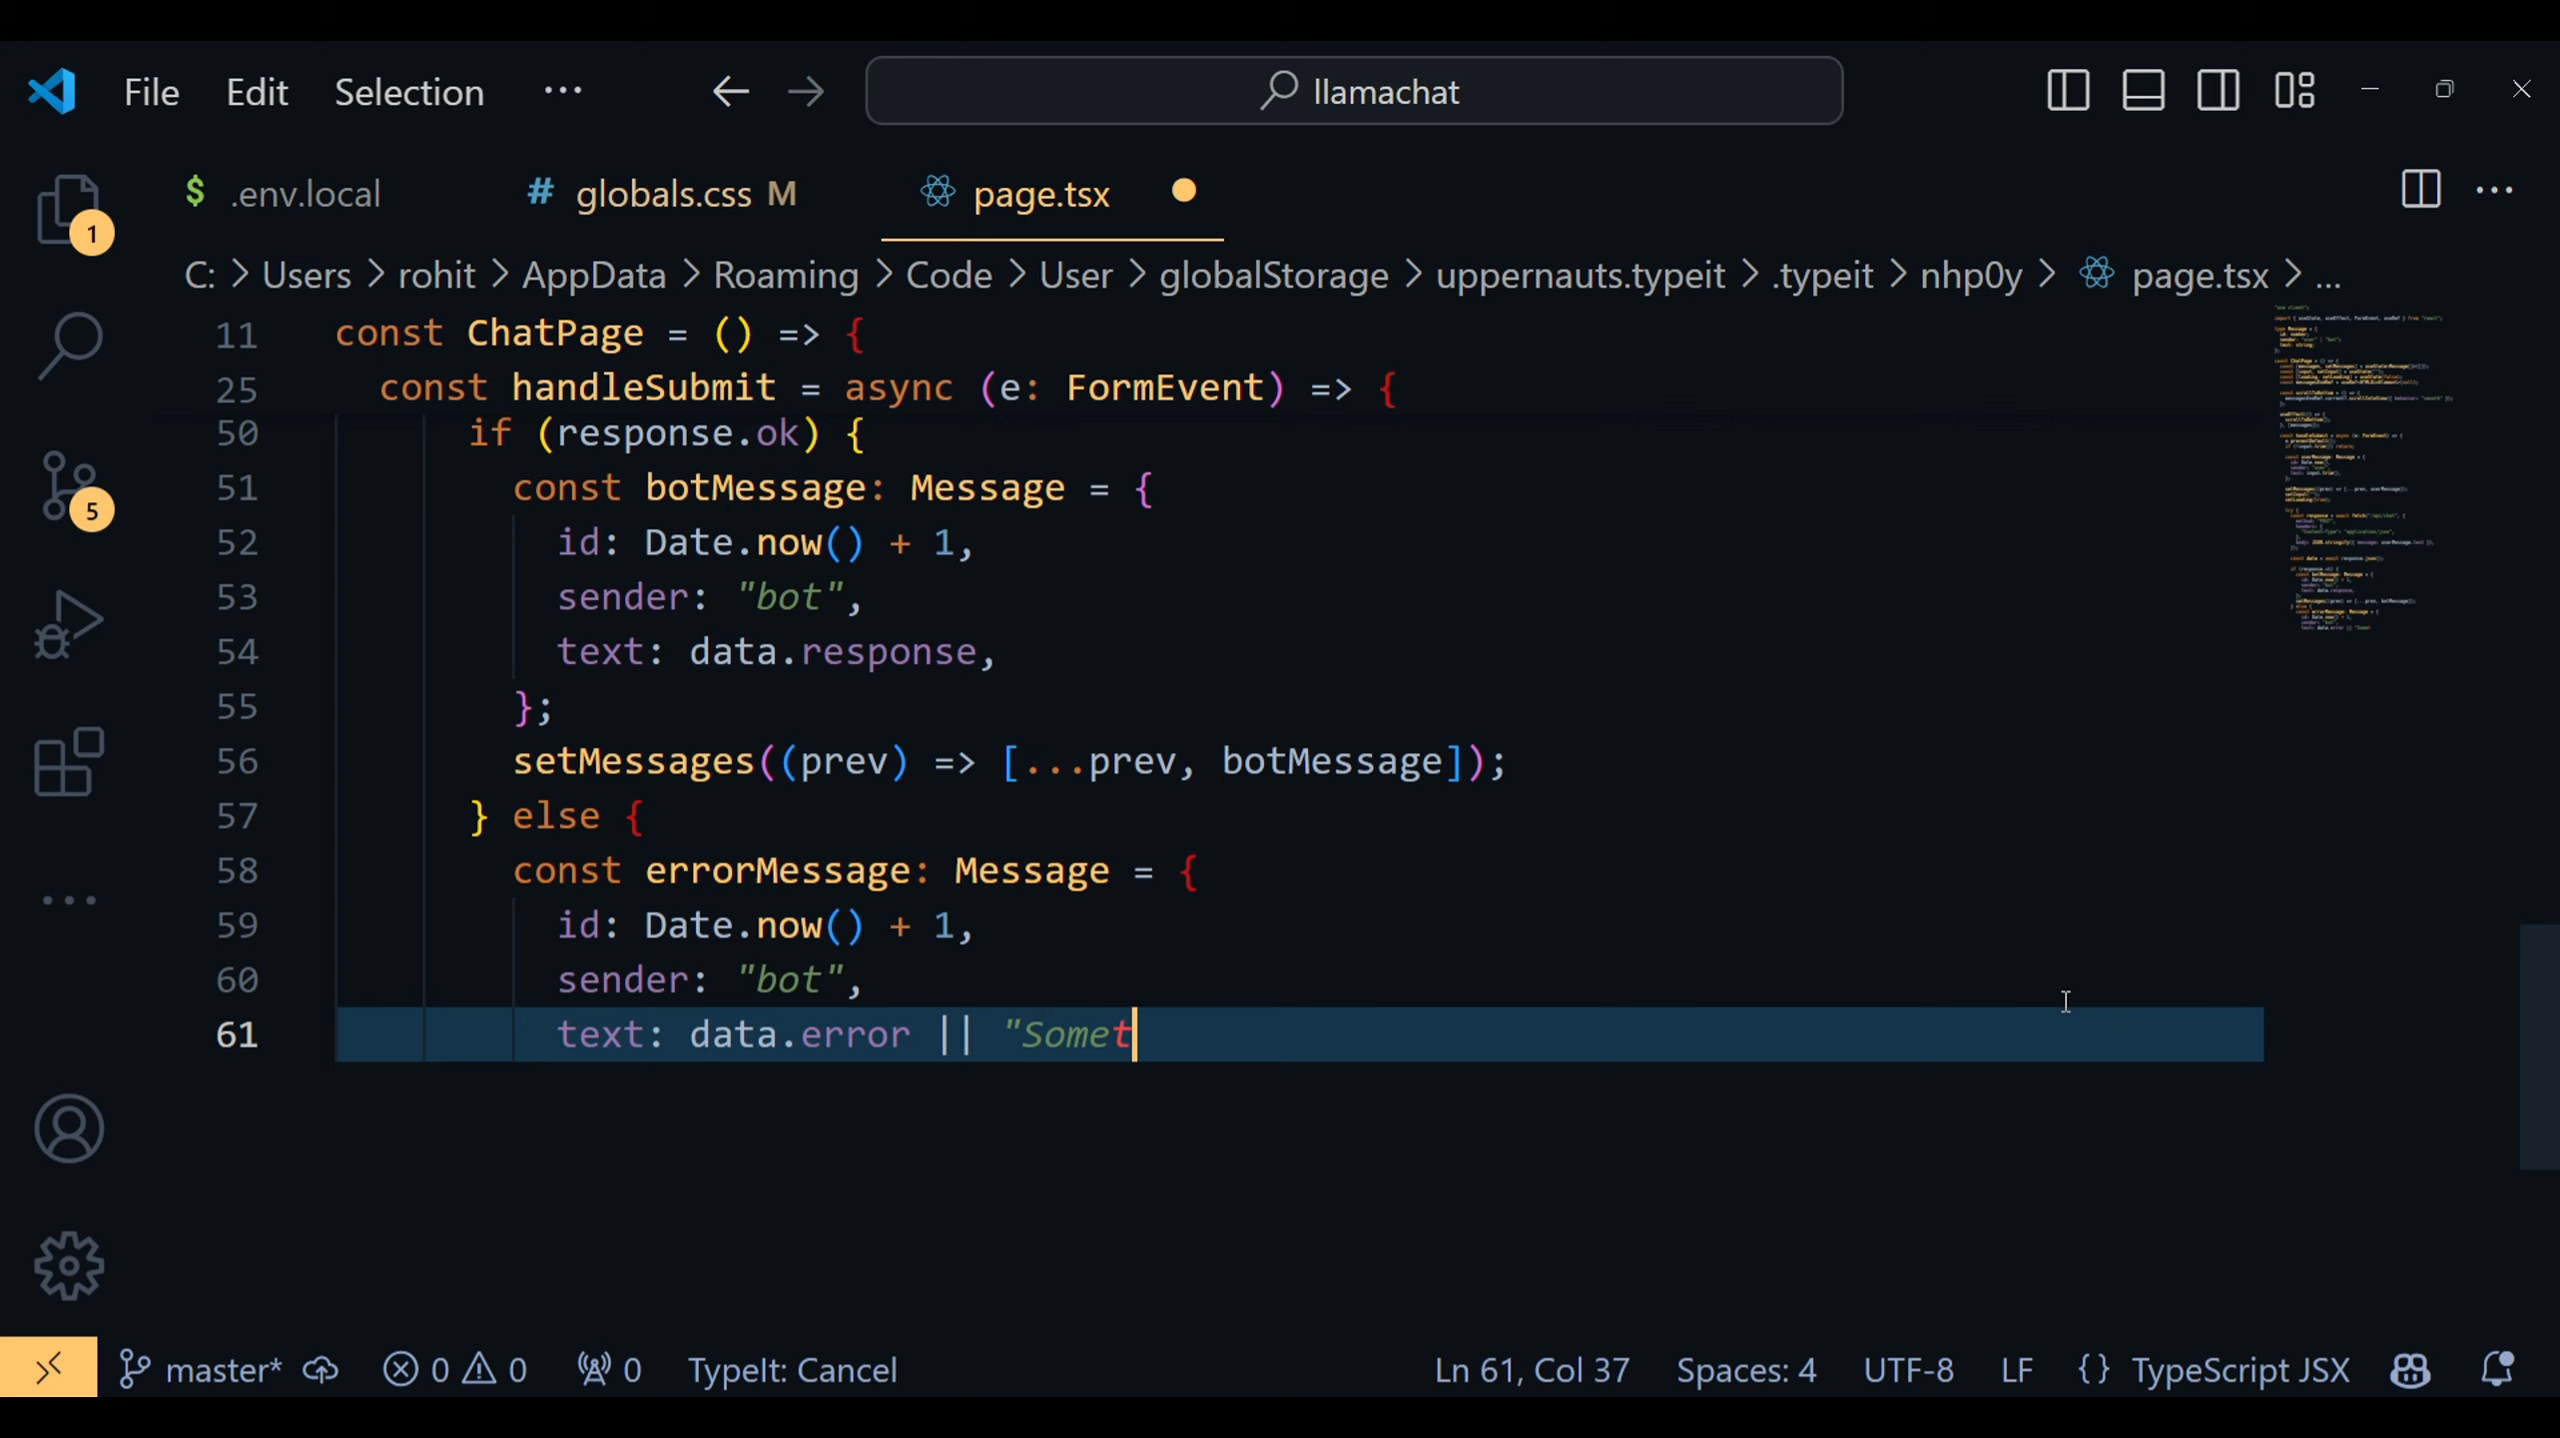 File Edit Selection ··· llamachat
$ .env.local # globals.css M page.tsx
C: > Users > rohit > AppData > Roaming > Code > User > globalStorage > uppernauts.typeit > .typeit > nhp0y > page.tsx > ...
1
5
11 const ChatPage = () => {
25 const handleSubmit = async (e: FormEvent) => {
50 if (response.ok) {
51 const botMessage: Message = {
52 id: Date.now() + 1,
53 sender: "bot",
54 text: data.response,
55 };
56 setMessages((prev) => [...prev, botMessage]);
57 } else {
58 const errorMessage: Message = {
59 id: Date.now() + 1,
60 sender: "bot",
61 text: data.error || "Somet
master* 0 0 0 TypeIt: Cancel Ln 61, Col 37 Spaces: 4 UTF-8 LF {} TypeScript JSX